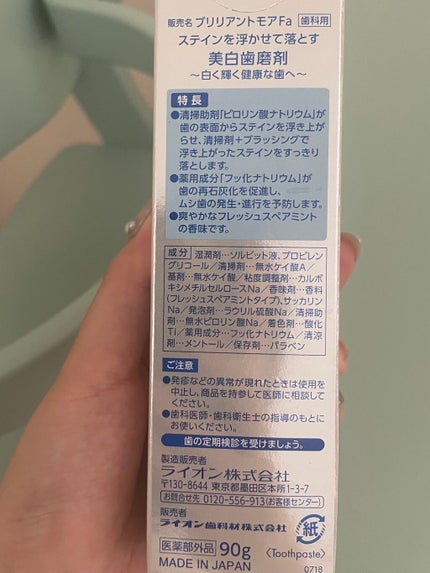 販売名 ブリリアントモアFa 歯科用
ステインを浮かせて落とす
美白歯磨剤
〜白く輝く健康な歯へ〜
特長
●清掃助剤「ピロリン酸ナトリウム」が
歯の表面からステインを浮き上が
らせ、清掃剤+ブラッシングで
浮き上がったステインをすっきり
落とします。
●薬用成分「フッ化ナトリウム」が
歯の再石灰化を促進し、
ムシ歯の発生・進行を予防します。
●爽やかなフレッシュスペアミント
の香味です。
成分 湿潤剤…ソルビット液、プロピレン
グリコール/清掃剤…無水ケイ酸A/
基剤…無水ケイ酸/粘度調整剤…カルボ
キシメチルセルロースNa/香味剤…香料
(フレッシュスペアミントタイプ)、サッカリン
Na/発泡剤…ラウリル硫酸Na/清掃助
剤…無水ピロリン酸Na/着色剤…酸化
Ti/薬用成分…フッ化ナトリウム/清涼
剤…メントール/保存剤…パラベン
ご注意
●発疹などの異常が現れたときは使用を
中止し、商品を持参して医師に相談して
ください。
●歯科医師・歯科衛生士の指導のもとに
お使いください。
歯の定期検診を受けましょう。
製造販売者
ライオン株式会社
〒130-8644 東京都墨田区本所1-3-7
お問合せ先 0120-556-913(お客様センター)
販売者
ライオン歯科材株式会社
紙
医薬部外品 90g 〈Toothpaste〉
MADE IN JAPAN 0718